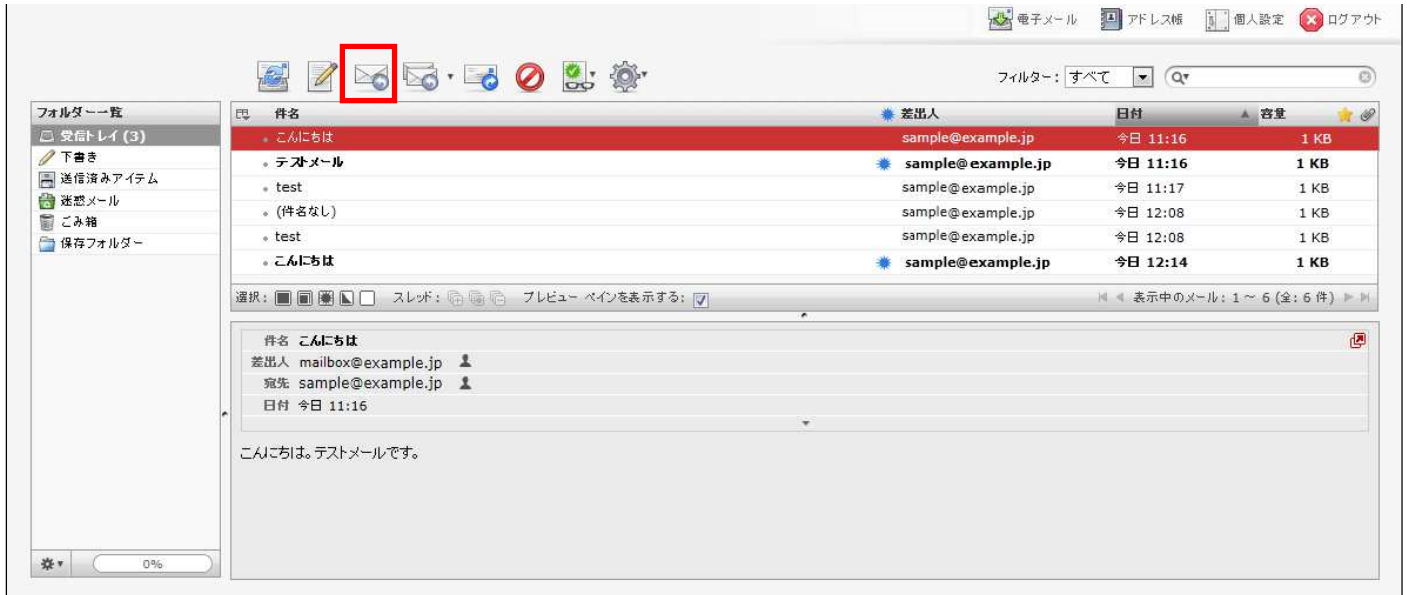 電子メール アドレス帳 個人設定 ログアウト
フィルター: すべて
フォルダー一覧
受信トレイ (3)
下書き
送信済みアイテム
迷惑メール
ごみ箱
保存フォルダー
件名 差出人 日付 容量
こんにちは sample@example.jp 今日 11:16 1 KB
テストメール sample@example.jp 今日 11:16 1 KB
test sample@example.jp 今日 11:17 1 KB
(件名なし) sample@example.jp 今日 12:08 1 KB
test sample@example.jp 今日 12:08 1 KB
こんにちは sample@example.jp 今日 12:14 1 KB
選択: スレッド: プレビュー ペインを表示する: 表示中のメール: 1 ～ 6 (全: 6 件)
件名 こんにちは
差出人 mailbox@example.jp
宛先 sample@example.jp
日付 今日 11:16
こんにちは。テストメールです。
0%